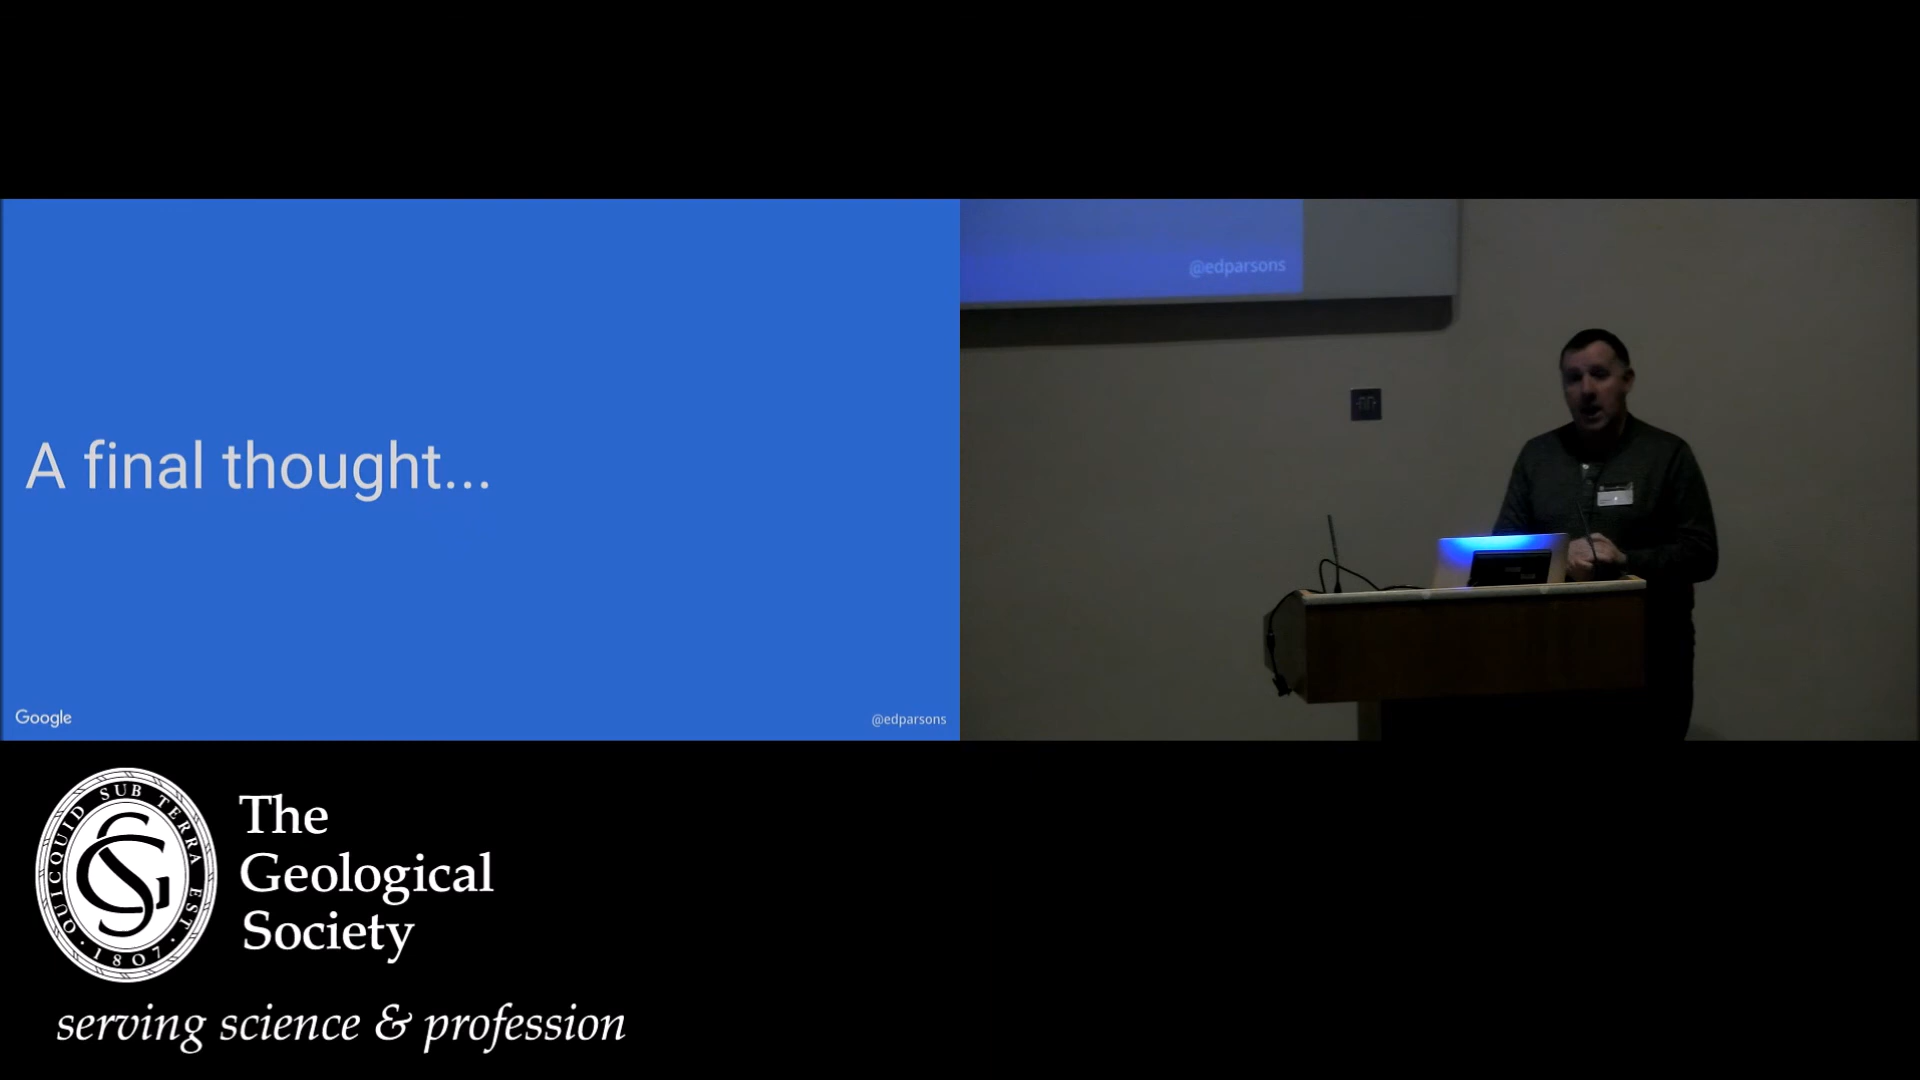 @edparsons
A final thought...
Google
@edparsons
QUICQUID SUB TERRA EST
· 1807 ·
The
Geological
Society
serving science & profession